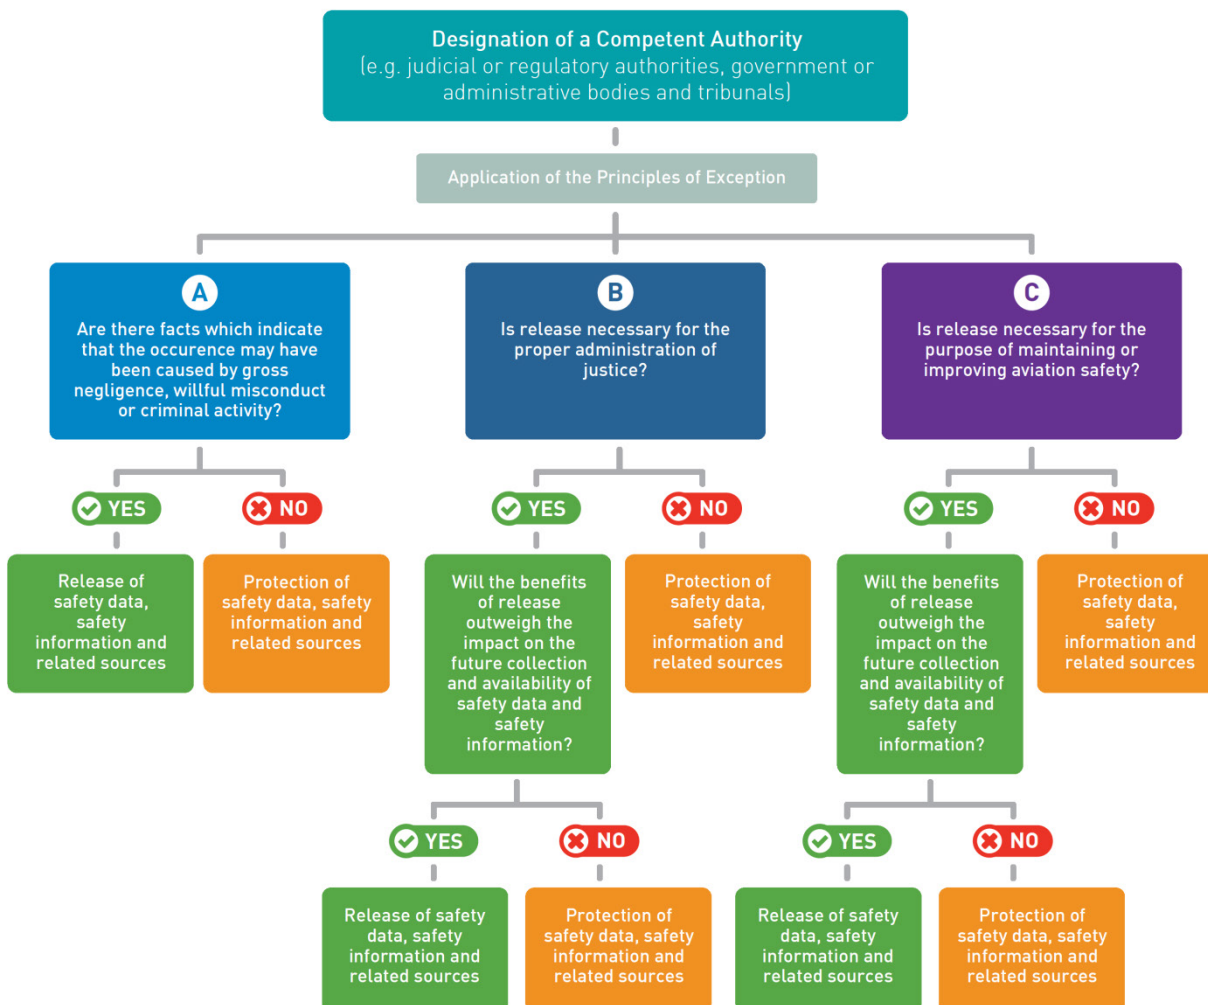 Designation of a Competent Authority
(e.g. judicial or regulatory authorities, government or
administrative bodies and tribunals)
Application of the Principles of Exception
A
Are there facts which indicate
that the occurence may have
been caused by gross
negligence, willful misconduct
or criminal activity?
B
Is release necessary for the
proper administration of
justice?
C
Is release necessary for the
purpose of maintaining or
improving aviation safety?
YES
NO
YES
NO
YES
NO
Release of
safety data,
safety
information and
related sources
Protection of
safety data, safety
information and
related sources
Will the benefits
of release
outweigh the
impact on the
future collection
and availability of
safety data and
safety
information?
Protection of
safety data,
safety
information and
related sources
Will the benefits
of release
outweigh the
impact on the
future collection
and availability of
safety data and
safety
information?
Protection of
safety data,
safety
information and
related sources
YES
NO
YES
NO
Release of safety
data, safety
information and
related sources
Protection of
safety data, safety
information and
related sources
Release of safety
data, safety
information and
related sources
Protection of
safety data, safety
information and
related sources